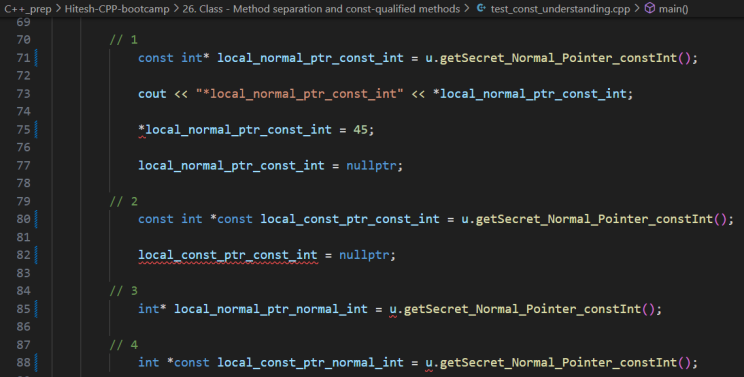 C++_prep > Hitesh-CPP-bootcamp > 26. Class - Method separation and const-qualified methods > test_const_understanding.cpp > main()
69
70 // 1
71 const int* local_normal_ptr_const_int = u.getSecret_Normal_Pointer_constInt();
72
73 cout << "*local_normal_ptr_const_int" << *local_normal_ptr_const_int;
74
75 *local_normal_ptr_const_int = 45;
76
77 local_normal_ptr_const_int = nullptr;
78
79 // 2
80 const int *const local_const_ptr_const_int = u.getSecret_Normal_Pointer_constInt();
81
82 local_const_ptr_const_int = nullptr;
83
84 // 3
85 int* local_normal_ptr_normal_int = u.getSecret_Normal_Pointer_constInt();
86
87 // 4
88 int *const local_const_ptr_normal_int = u.getSecret_Normal_Pointer_constInt();